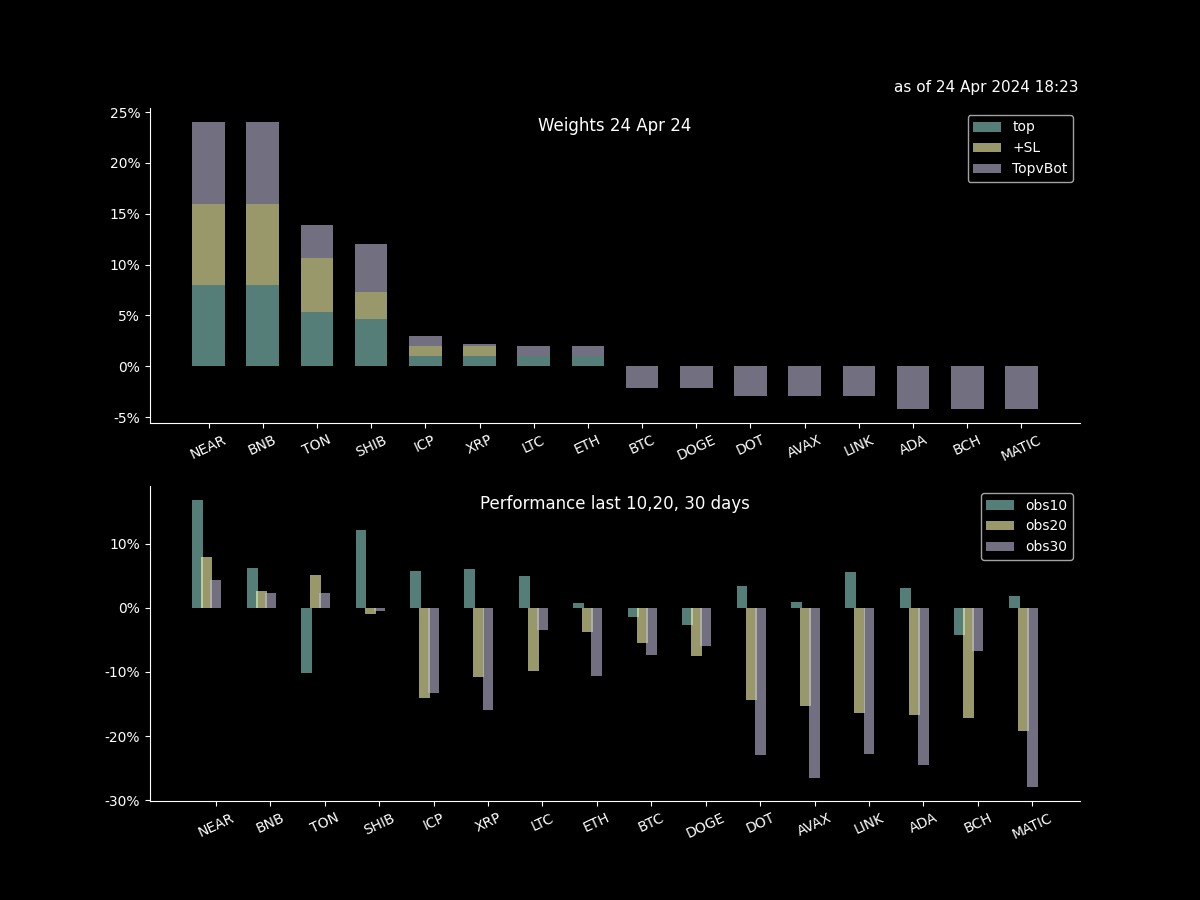 as of 24 Apr 2024 18:23
Weights 24 Apr 24
top
+SL
TopvBot
25%
20%
15%
10%
5%
0%
-5%
NEAR BNB TON SHIB ICP XRP LTC ETH BTC DOGE DOT AVAX LINK ADA BCH MATIC
Performance last 10,20, 30 days
obs10
obs20
obs30
10%
0%
-10%
-20%
-30%
NEAR BNB TON SHIB ICP XRP LTC ETH BTC DOGE DOT AVAX LINK ADA BCH MATIC